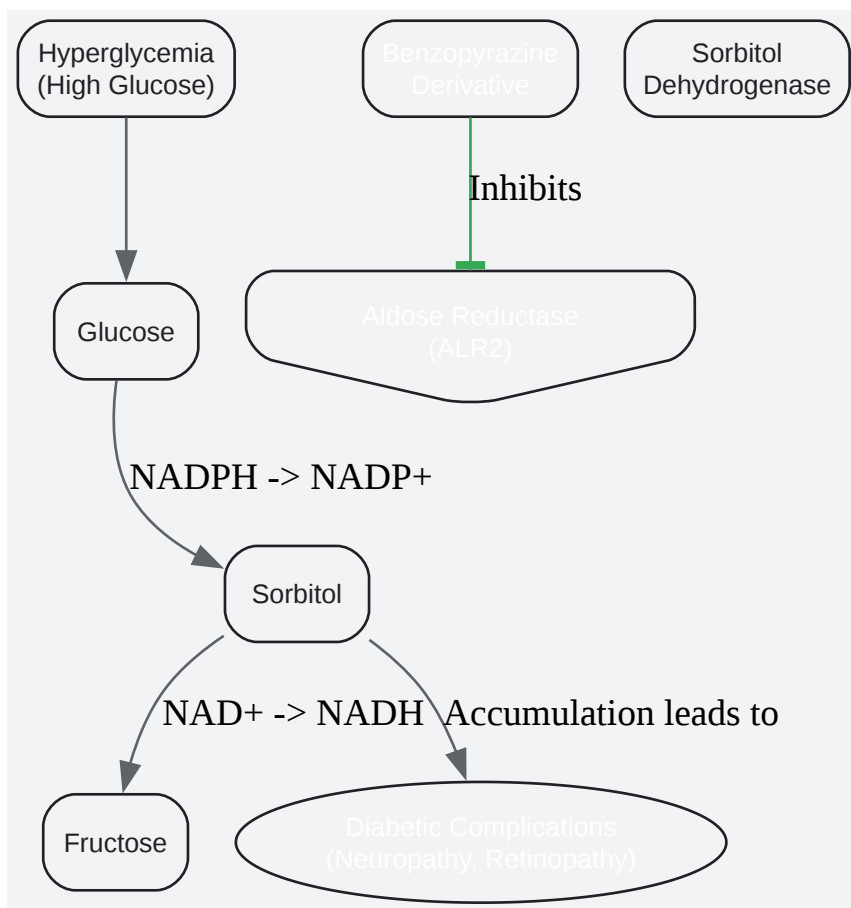 Hyperglycemia
(High Glucose)
Benzopyrazine
Derivative
Sorbitol
Dehydrogenase
Inhibits
Glucose
Aldose Reductase
(ALR2)
NADPH -> NADP+
Sorbitol
NAD+ -> NADH
Accumulation leads to
Fructose
Diabetic Complications
(Neuropathy, Retinopathy)